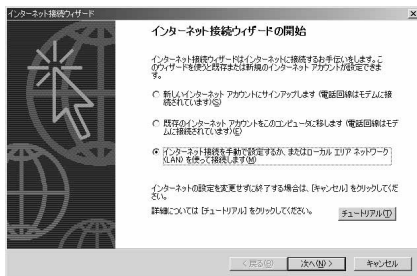 インターネット接続ウィザード
インターネット接続ウィザードの開始
インターネット接続ウィザードはインターネットに接続するお手伝いをします。こ
のウィザードを使うと既存または新規のインターネット アカウントが設定できま
す。
新しいインターネット アカウントにサインアップします (電話回線はモデムに接
続されています)(S)
既存のインターネット アカウントをこのコンピュータに移します (電話回線はモデ
ムに接続されています)(E)
インターネット接続を手動で設定するか、またはローカル エリア ネットワーク
(LAN) を使って接続します(M)
インターネットの設定を変更せずに終了する場合は、[キャンセル] をクリックしてくだ
さい。
詳細については [チュートリアル] をクリックしてください。
チュートリアル(T)
< 戻る(B)
次へ(N) >
キャンセル